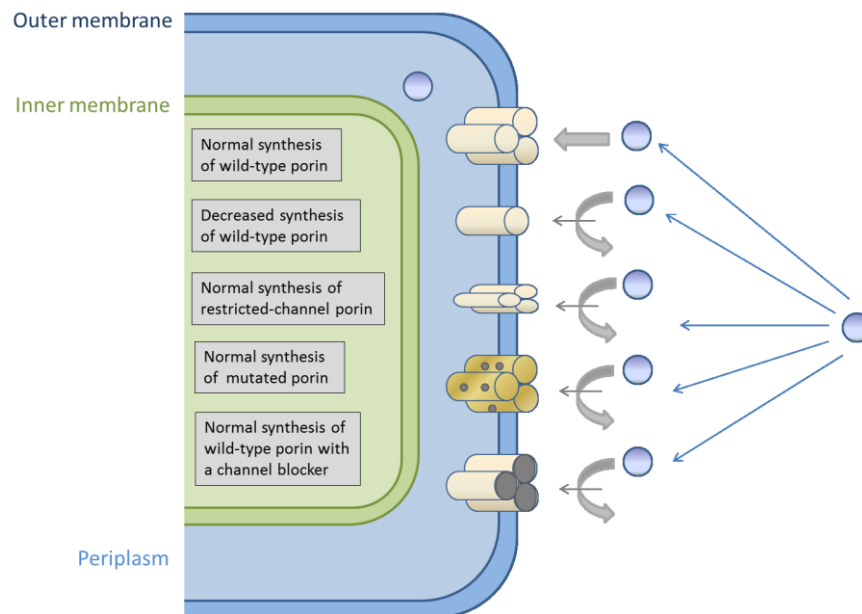 Outer membrane
Inner membrane
Normal synthesis
of wild-type porin
Decreased synthesis
of wild-type porin
Normal synthesis of
restricted-channel porin
Normal synthesis
of mutated porin
Normal synthesis of
wild-type porin with
a channel blocker
Periplasm